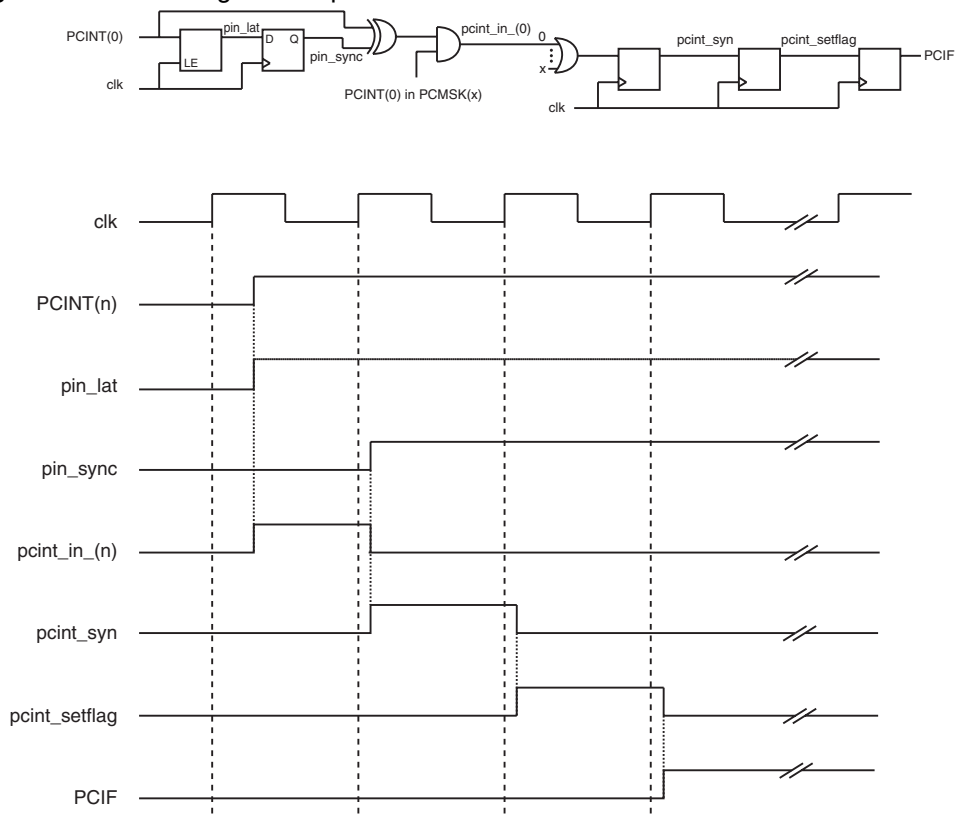 PCINT(0)
pin_lat
D Q
LE
pin_sync
clk
PCINT(0) in PCMSK(x)
pcint_in_(0)
0
x
clk
pcint_syn
pcint_setflag
PCIF
clk
PCINT(n)
pin_lat
pin_sync
pcint_in_(n)
pcint_syn
pcint_setflag
PCIF